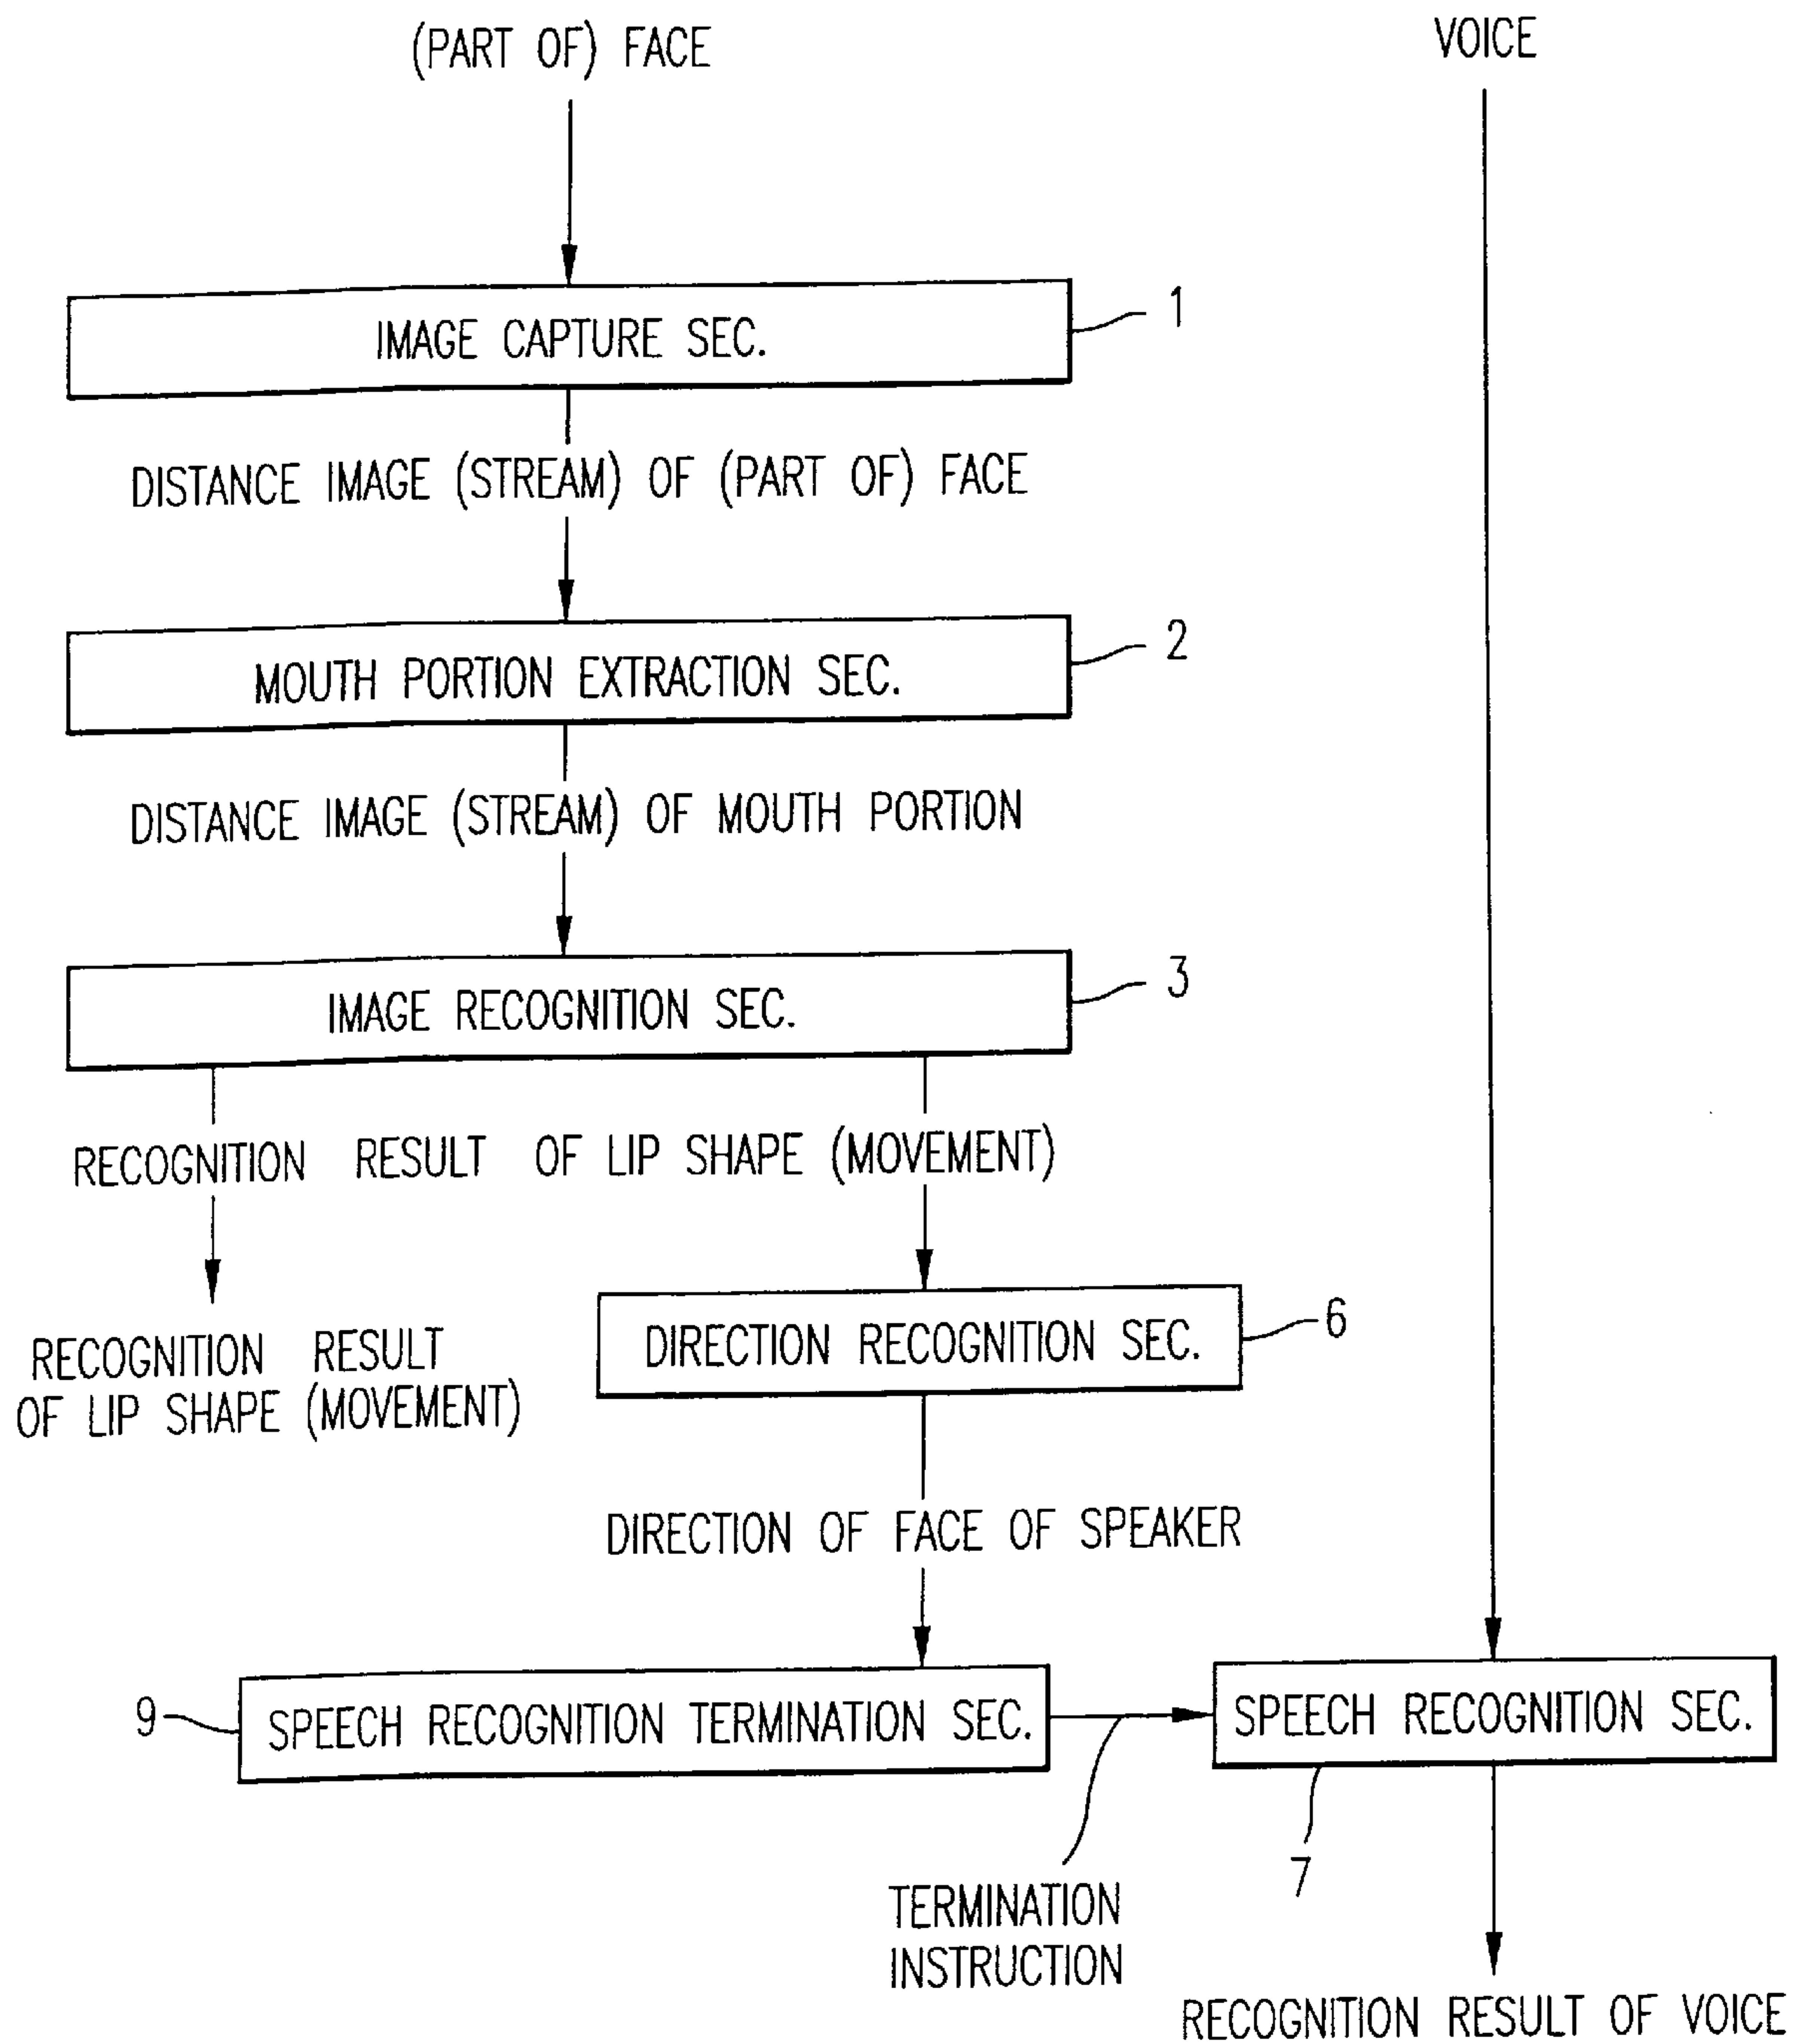 (PART OF) FACE
VOICE
IMAGE CAPTURE SEC.
1
DISTANCE IMAGE (STREAM) OF (PART OF) FACE
MOUTH PORTION EXTRACTION SEC.
2
DISTANCE IMAGE (STREAM) OF MOUTH PORTION
IMAGE RECOGNITION SEC.
3
RECOGNITION RESULT OF LIP SHAPE (MOVEMENT)
RECOGNITION RESULT
OF LIP SHAPE (MOVEMENT)
DIRECTION RECOGNITION SEC.
6
DIRECTION OF FACE OF SPEAKER
9
SPEECH RECOGNITION TERMINATION SEC.
SPEECH RECOGNITION SEC.
7
TERMINATION
INSTRUCTION
RECOGNITION RESULT OF VOICE